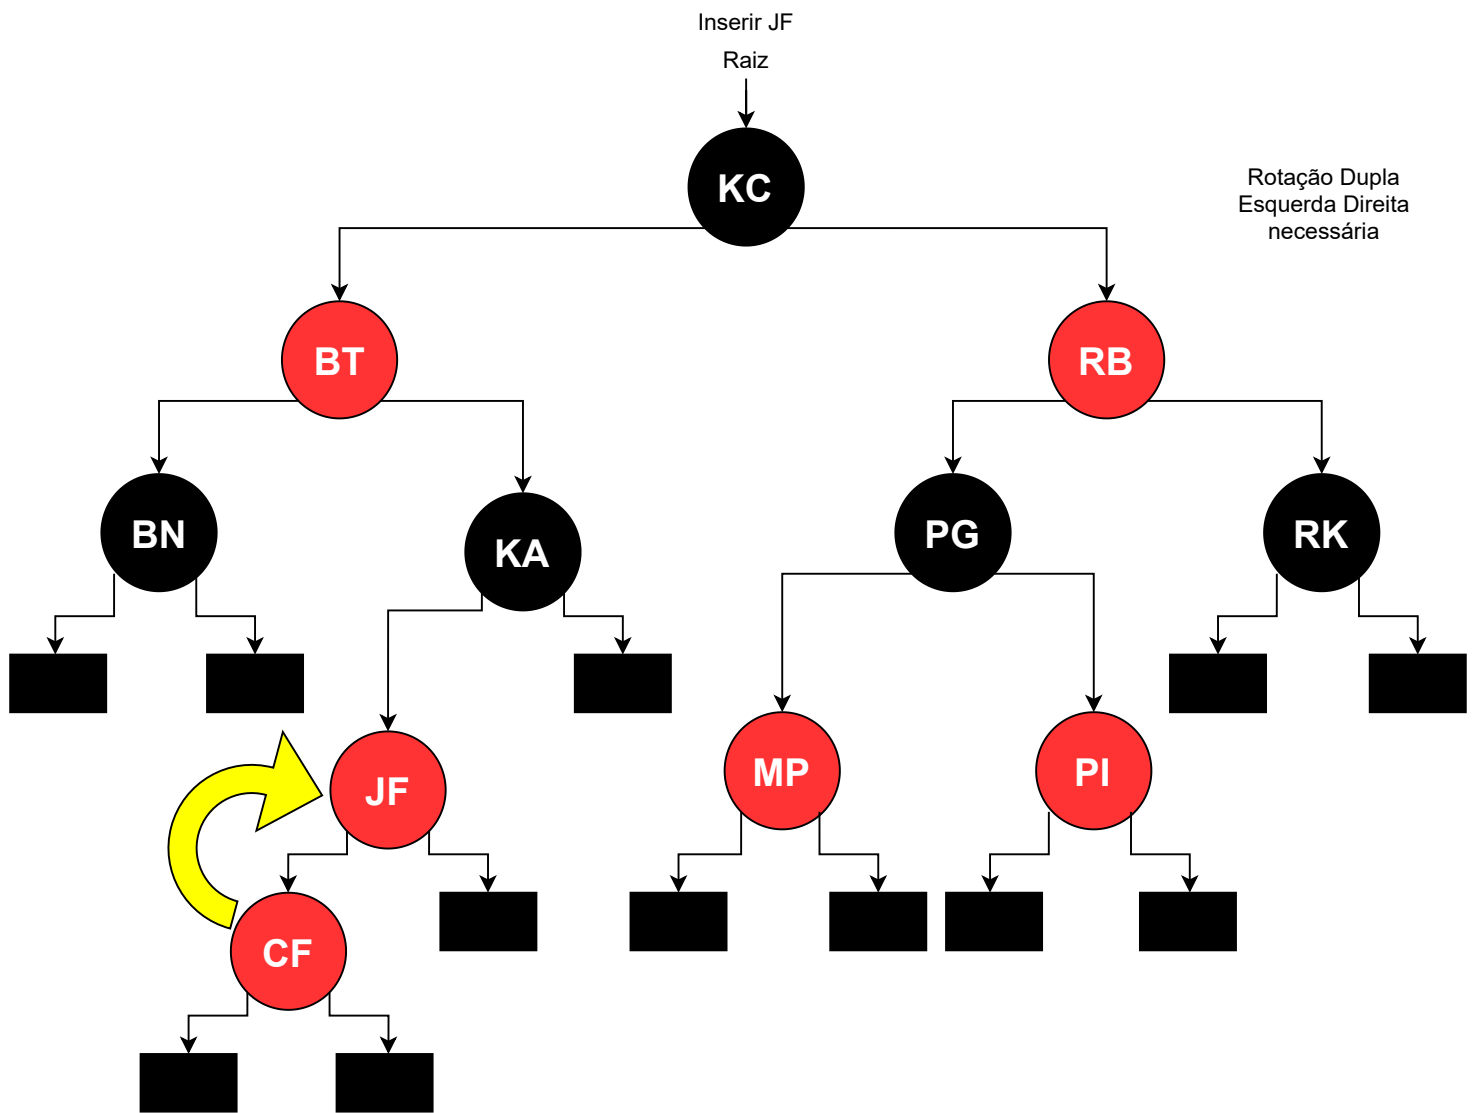 Inserir JF
Raiz
KC
Rotação Dupla
Esquerda Direita
necessária
BT
RB
BN
KA
PG
RK
JF
MP
PI
CF